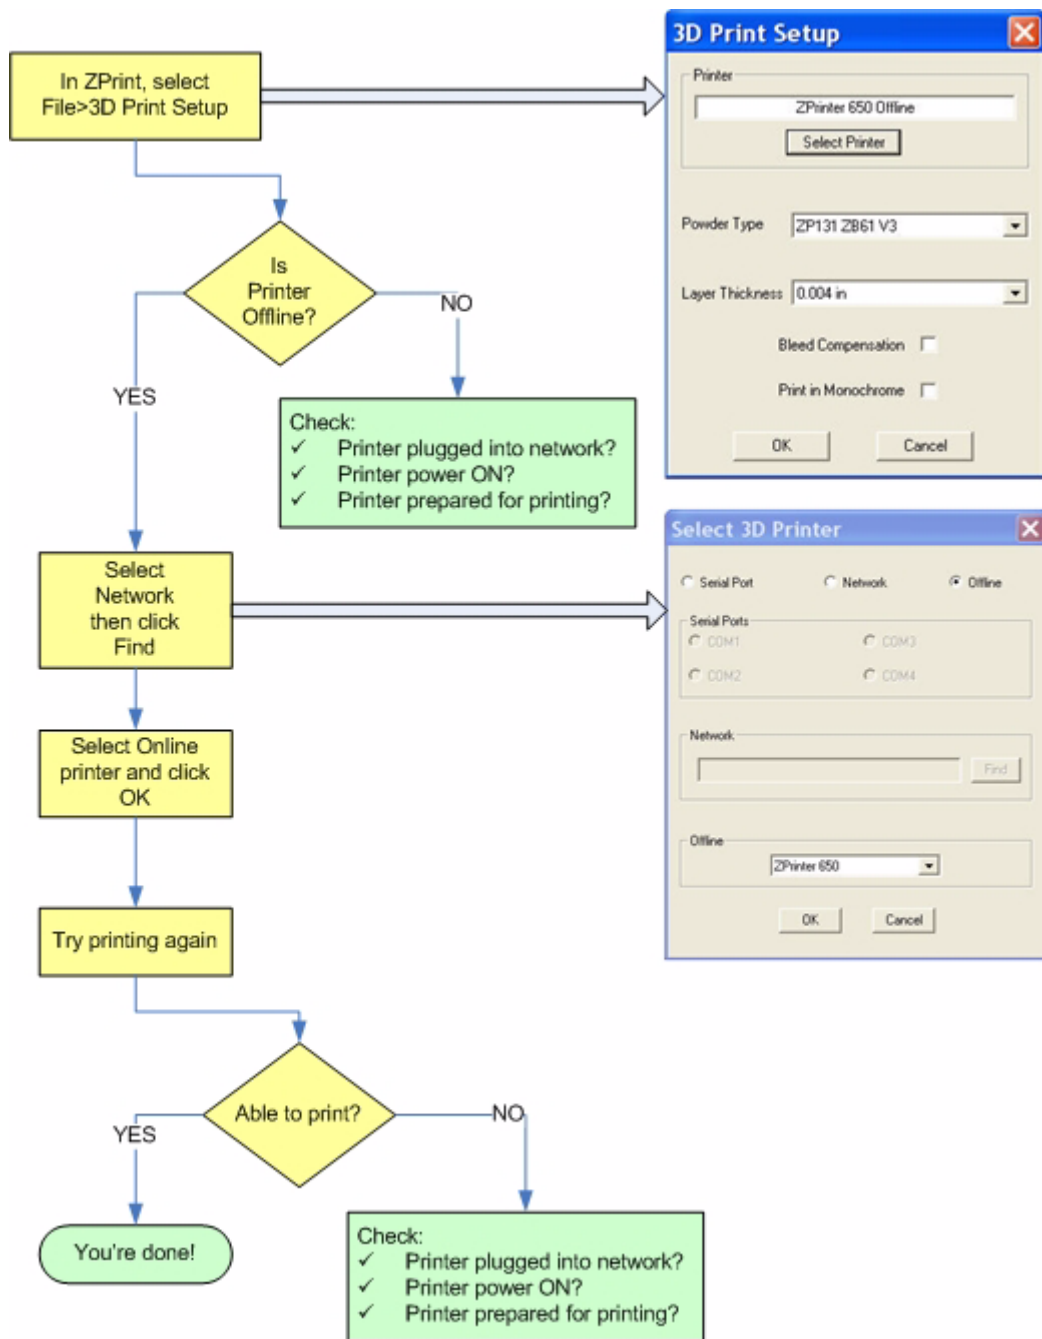 In ZPrint, select
File>3D Print Setup
Is
Printer
Offline?
NO
YES
Check:
✓ Printer plugged into network?
✓ Printer power ON?
✓ Printer prepared for printing?
Select
Network
then click
Find
Select Online
printer and click
OK
Try printing again
Able to print?
NO
YES
You're done!
Check:
✓ Printer plugged into network?
✓ Printer power ON?
✓ Printer prepared for printing?
3D Print Setup
Printer
ZPrinter 650 Offline
Select Printer
Powder Type ZP131 ZB61 V3
Layer Thickness 0.004 in
Bleed Compensation
Print in Monochrome
OK Cancel
Select 3D Printer
Serial Port Network Offline
Serial Ports
COM1 COM3
COM2 COM4
Network
Find
Offline
ZPrinter 650
OK Cancel